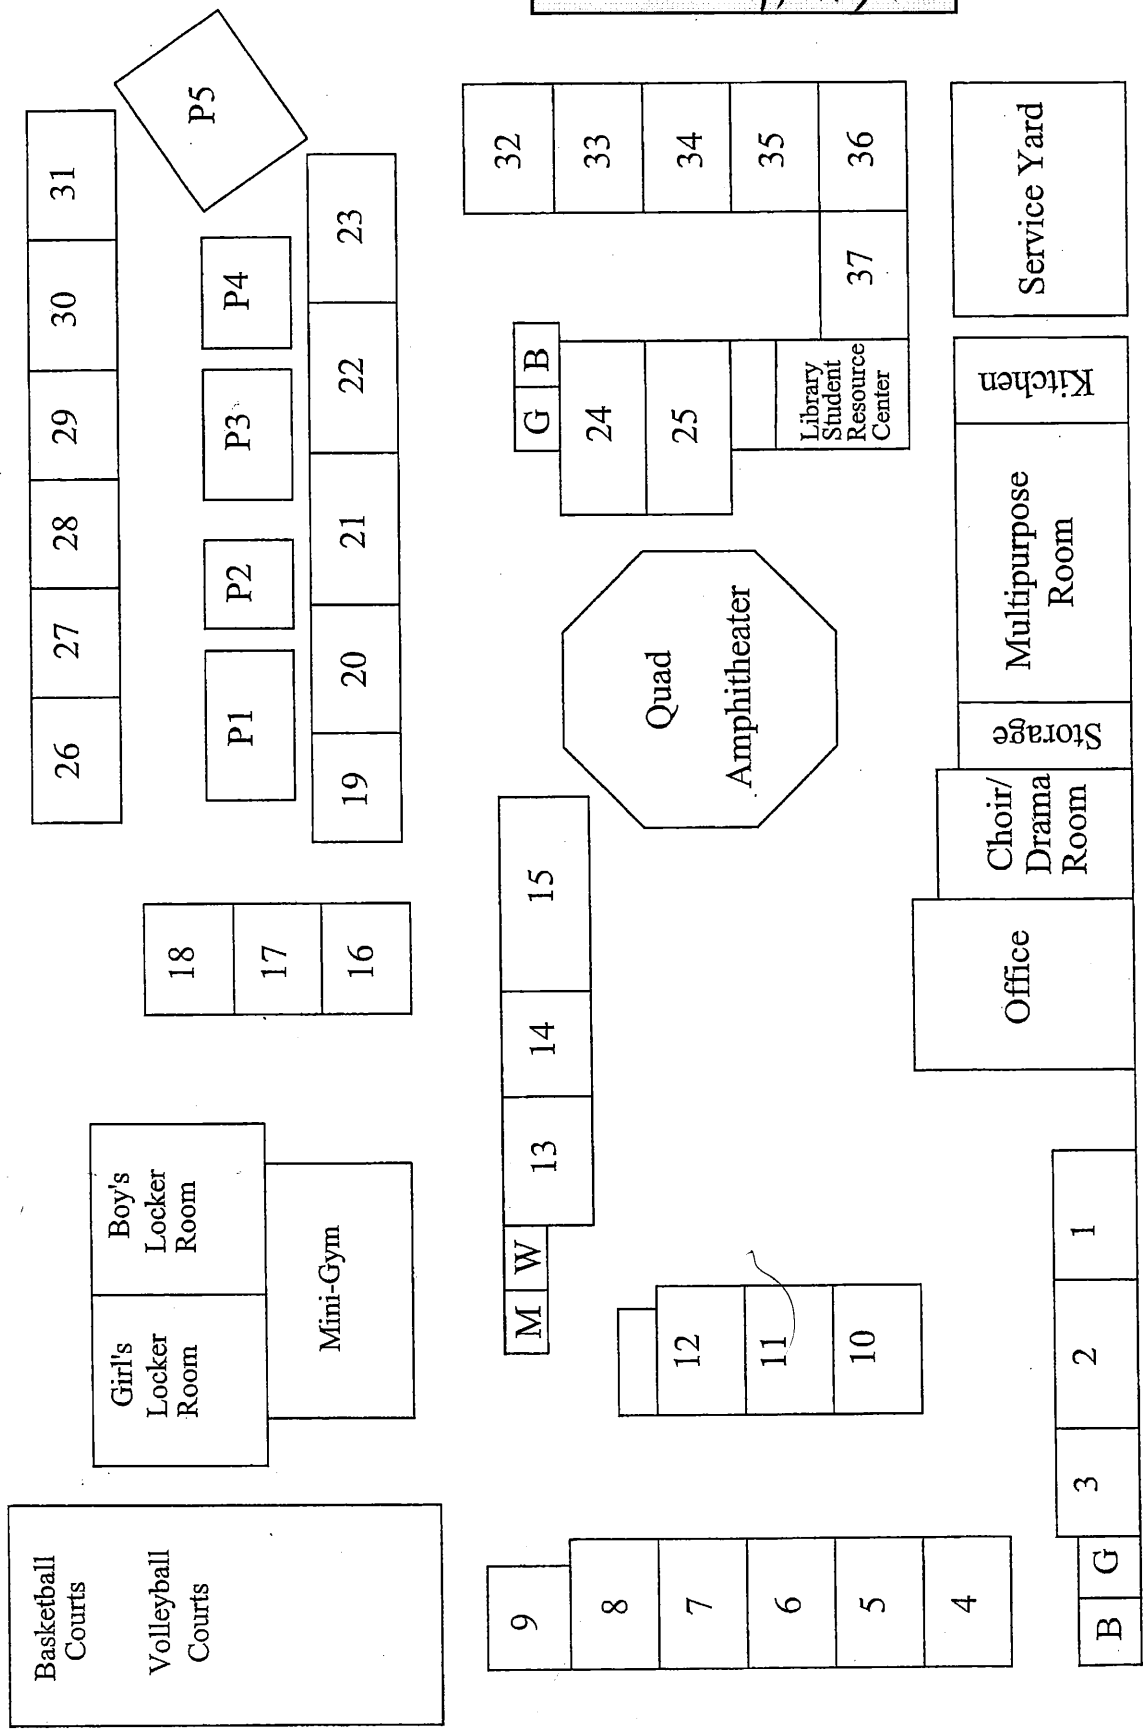 Basketball
Courts
Volleyball
Courts
Girl's
Locker
Room
Boy's
Locker
Room
Mini-Gym
18
17
16
26
27
28
29
30
31
P1
P2
P3
P4
P5
19
20
21
22
23
9
8
7
6
5
4
M
W
13
14
15
12
11
10
Quad
Amphitheater
G
B
24
25
Library
Student
Resource
Center
32
33
34
35
36
37
B
G
3
2
1
Office
Choir/
Drama
Room
Storage
Multipurpose
Room
Kitchen
Service Yard